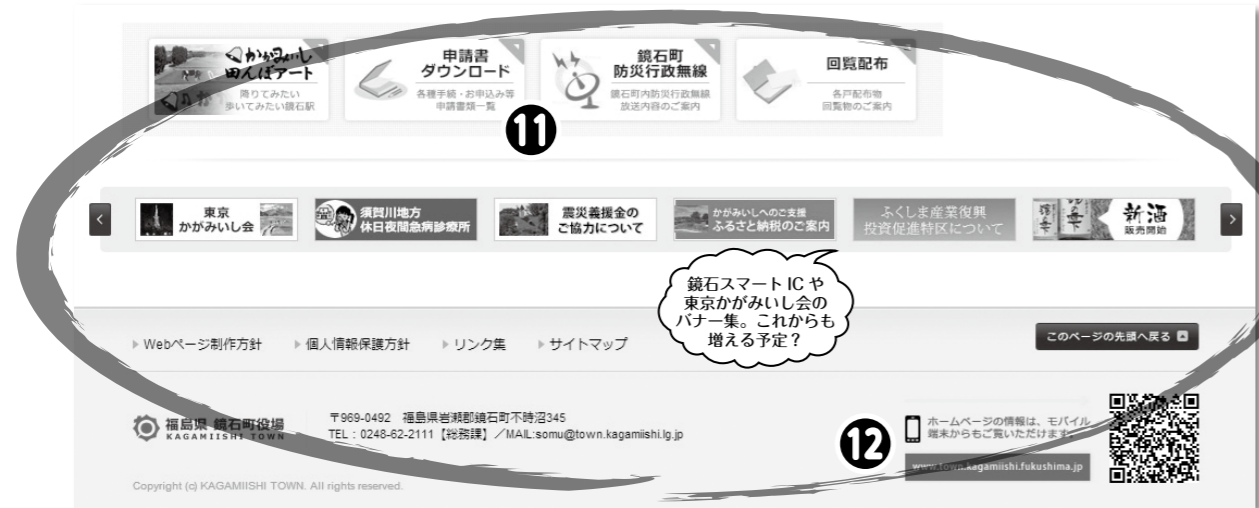 かがみいし
田んぼアート
降りてみたい
歩いてみたい鏡石駅
申請書
ダウンロード
各種手続・お申込み等
申請書類一覧
鏡石町
防災行政無線
鏡石町内防災行政無線
放送内容のご案内
回覧配布
各戸配布物
回覧物のご案内
⓫
東京
かがみいし会
須賀川地方
休日夜間急病診療所
震災義援金の
ご協力について
かがみいしへのご支援
ふるさと納税のご案内
ふくしま産業復興
投資促進特区について
新酒
販売開始
鏡石スマート IC や
東京かがみいし会の
バナー集。これからも
増える予定？
Webページ制作方針
個人情報保護方針
リンク集
サイトマップ
このページの先頭へ戻る
福島県 鏡石町役場
KAGAMIISHI TOWN
〒969-0492 福島県岩瀬郡鏡石町不時沼345
TEL：0248-62-2111【総務課】／MAIL:somu@town.kagamiishi.lg.jp
⓬
ホームページの情報は、モバイル
端末からもご覧いただけます。
www.town.kagamiishi.fukushima.jp
Copyright (c) KAGAMIISHI TOWN. All rights reserved.